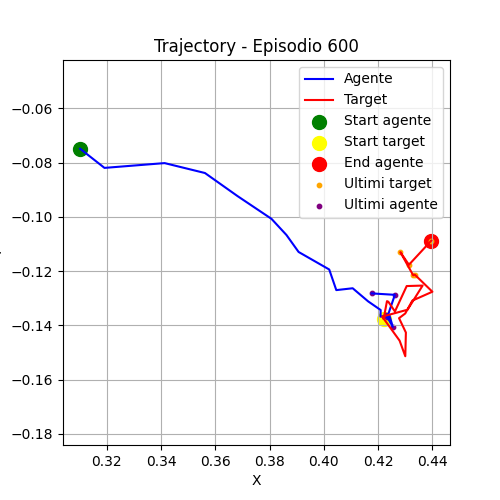 Trajectory - Episodio 600
Agente
Target
Start agente
Start target
End agente
Ultimi target
Ultimi agente
−0.06
−0.08
−0.10
−0.12
−0.14
−0.16
−0.18
0.32 0.34 0.36 0.38 0.40 0.42 0.44
X